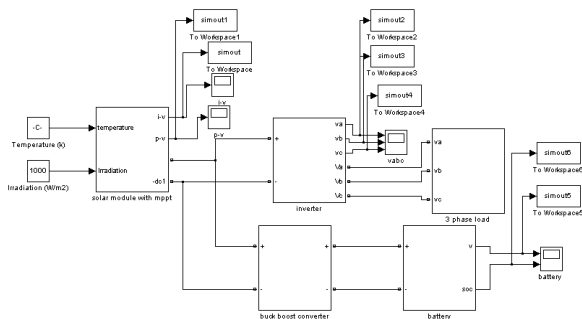 simout1
To Workspace1
simout
To Workspace
i-v
p-v
simout2
To Workspace2
simout3
To Workspace3
simout4
To Workspace4
-C-
Temperature (k)
1000
Irradiation (W/m2)
temperature
Irradiation
i-v
p-v
-dc1
solar module with mppt
+
-
va
vb
vc
Va
Vb
Vc
inverter
vabc
va
vb
vc
3 phase load
simout6
To Workspace6
simout5
To Workspace5
+
-
+
-
buck boost converter
+
-
v
soc
battery
battery